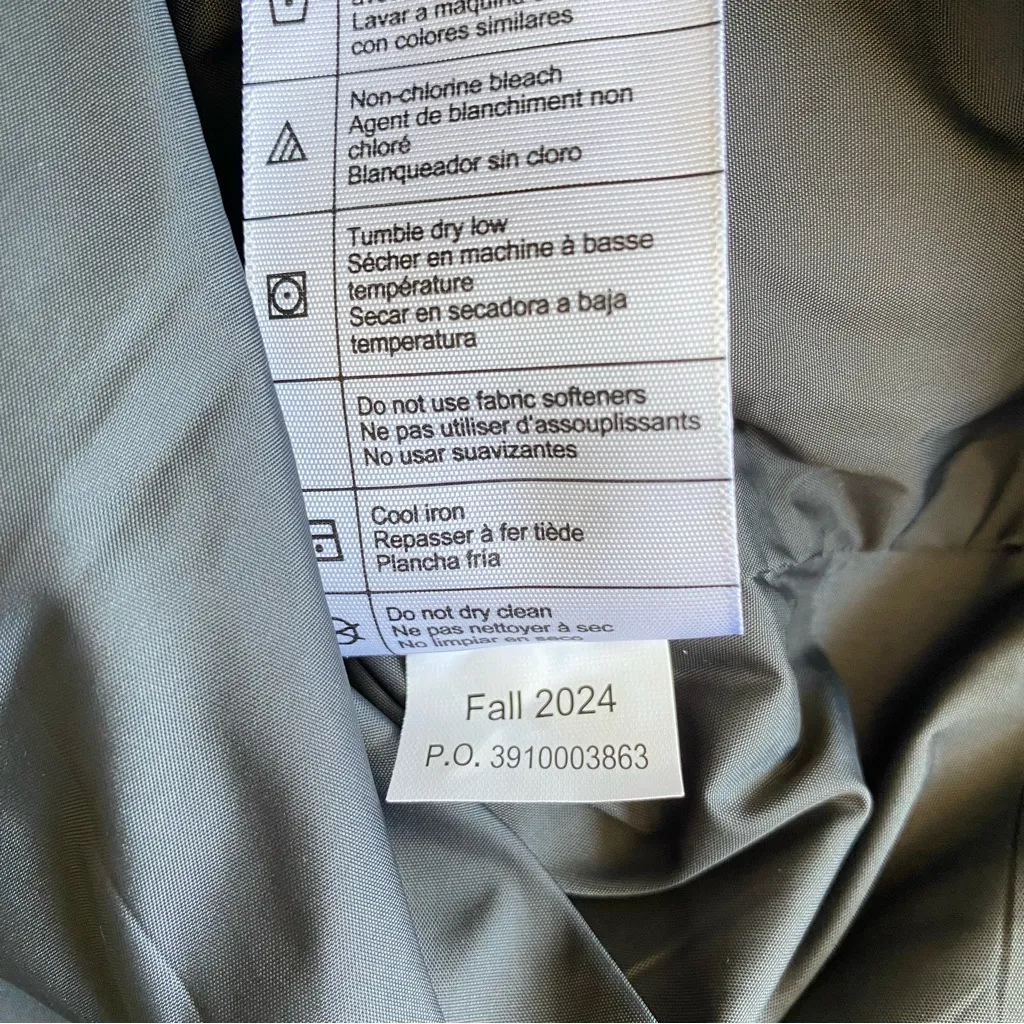 Lavar a máquina
con colores similares
Non-chlorine bleach
Agent de blanchiment non
chloré
Blanqueador sin cloro
Tumble dry low
Sécher en machine à basse
température
Secar en secadora a baja
temperatura
Do not use fabric softeners
Ne pas utiliser d'assouplissants
No usar suavizantes
Cool iron
Repasser à fer tiède
Plancha fría
Do not dry clean
Ne pas nettoyer à sec
No limpiar en seco
Fall 2024
P.O. 3910003863